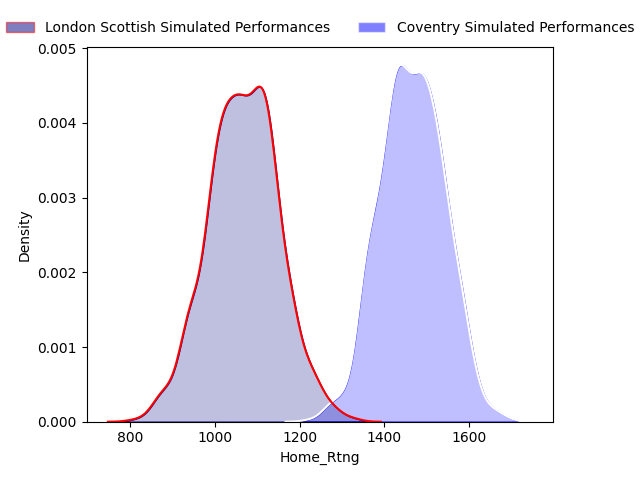 London Scottish Simulated Performances Coventry Simulated Performances
0.005
0.004
0.003
0.002
0.001
0.000
Density
800 1000 1200 1400 1600
Home_Rtng